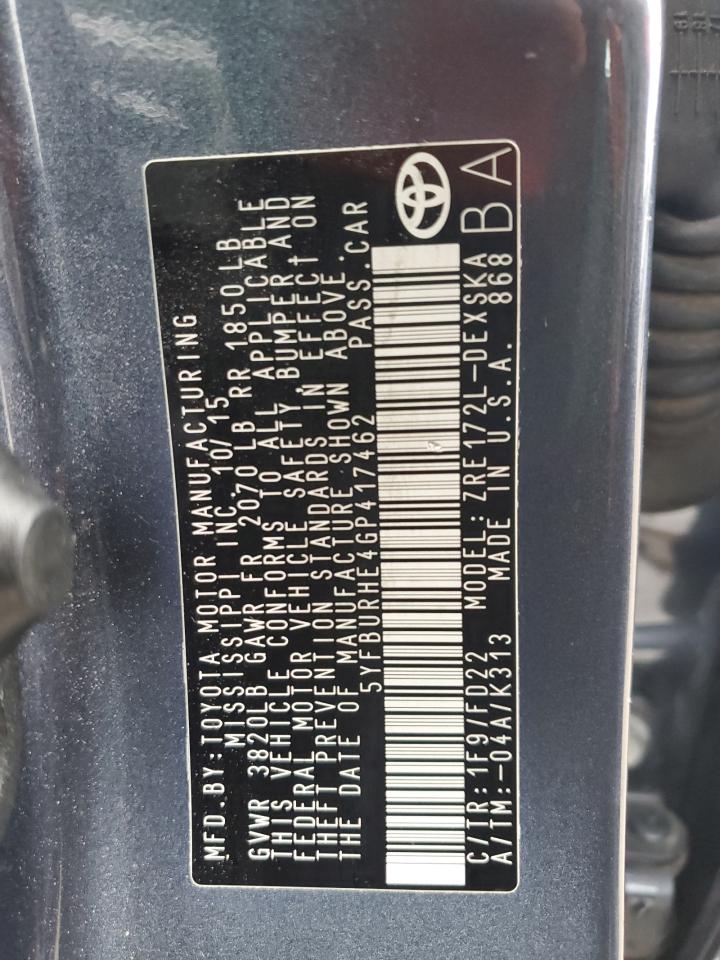 MFD.BY:TOYOTA MOTOR MANUFACTURING
MISSISSIPPI INC. 10/15
GVWR 3820LB GAWR FR 2070 LB RR 1850 LB
THIS VEHICLE CONFORMS TO ALL APPLICABLE
FEDERAL MOTOR VEHICLE SAFETY BUMPER AND
THEFT PREVENTION STANDARDS IN EFFECT ON
THE DATE OF MANUFACTURE SHOWN ABOVE.
5YFBURHE4GP417462 PASS.CAR
C/TR:1F9/FD22 MODEL:ZRE172L-DEXSKA
A/TM:-04A/K313 MADE IN U.S.A. 868
BA